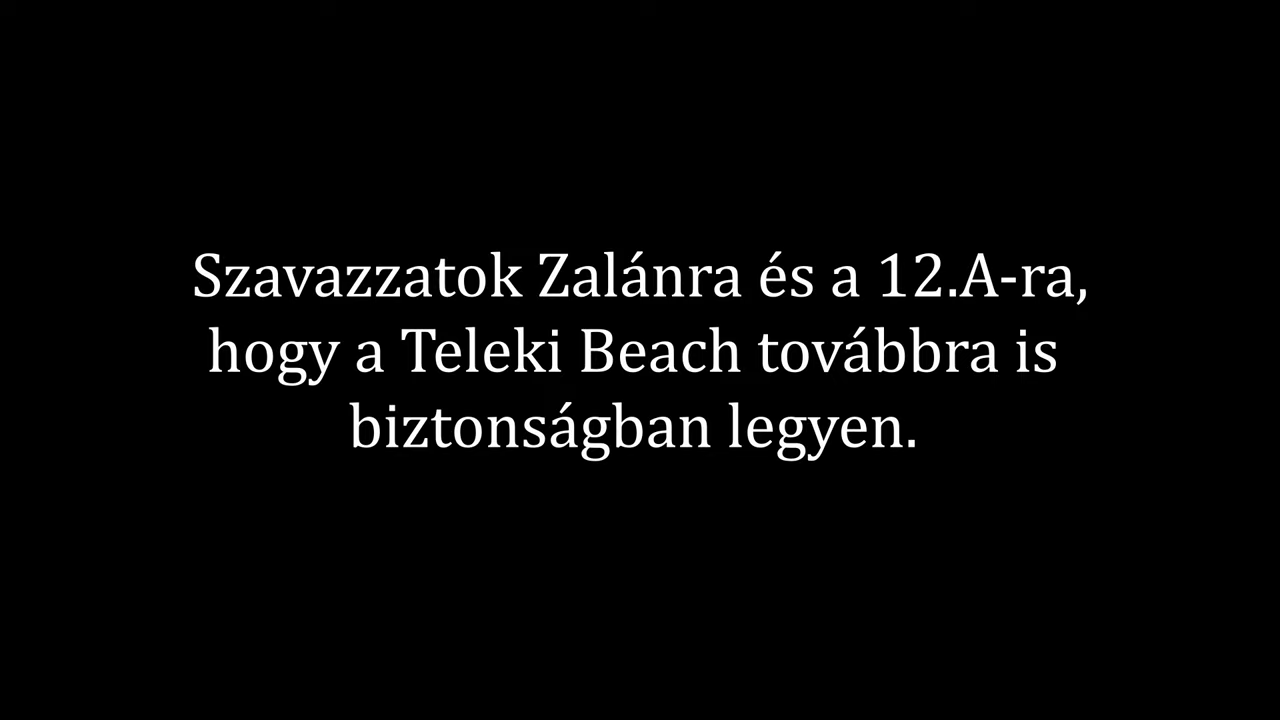 Szavazzatok Zalánra és a 12.A-ra,
hogy a Teleki Beach továbbra is
biztonságban legyen.